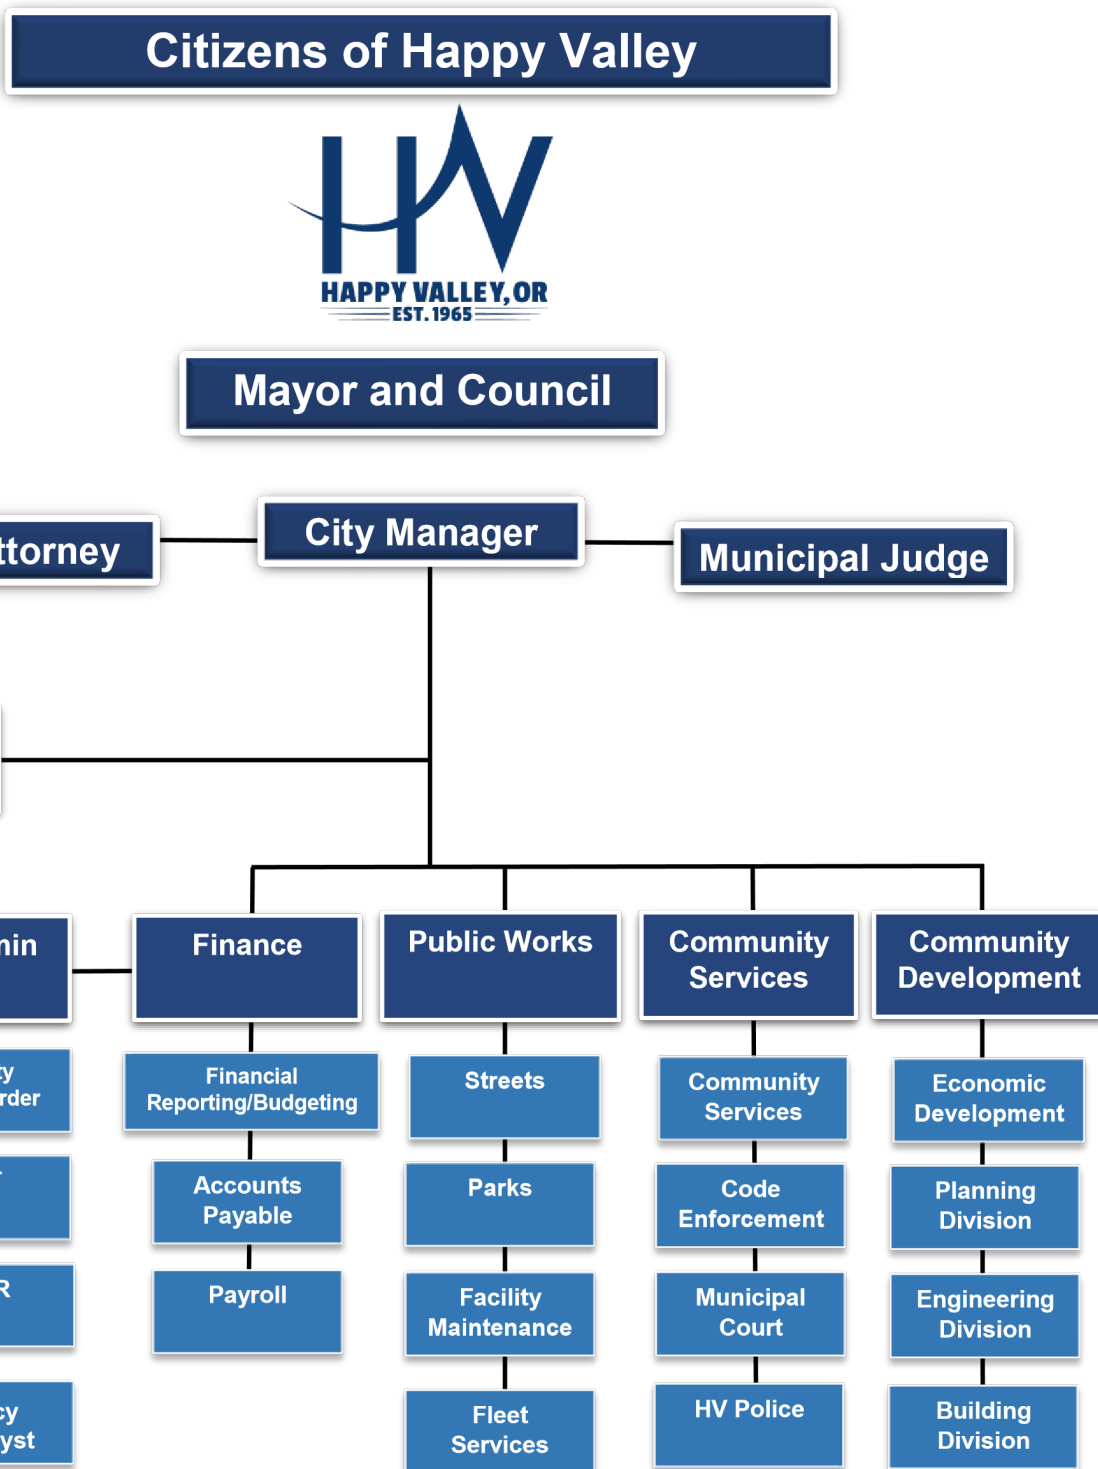 Citizens of Happy Valley
HV
HAPPY VALLEY, OR
EST. 1965
Mayor and Council
City Manager
Municipal Judge
Finance
Public Works
Community
Services
Community
Development
Financial
Reporting/Budgeting
Accounts
Payable
Payroll
Streets
Parks
Facility
Maintenance
Fleet
Services
Community
Services
Code
Enforcement
Municipal
Court
HV Police
Economic
Development
Planning
Division
Engineering
Division
Building
Division